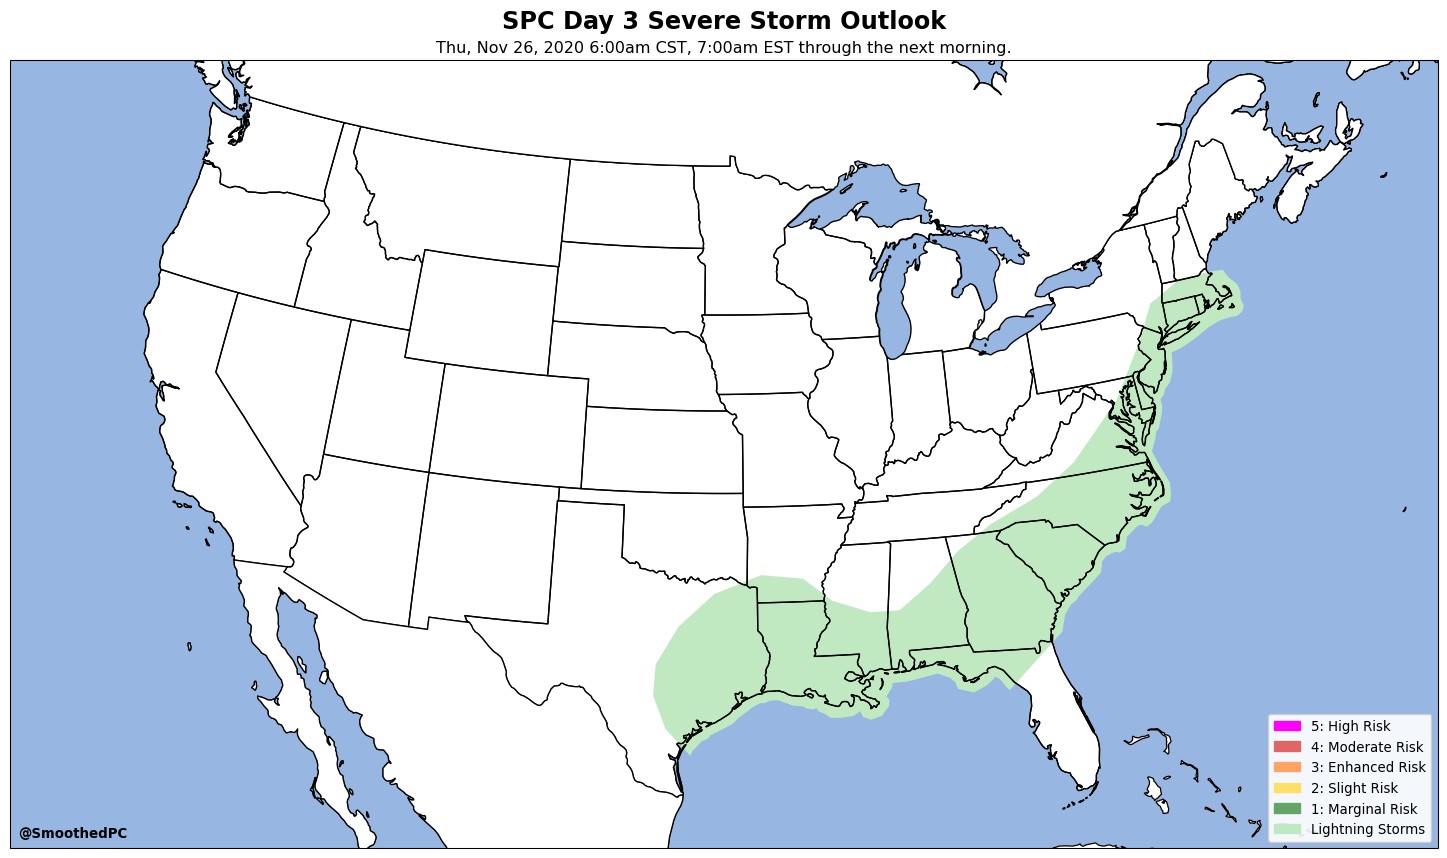 SPC Day 3 Severe Storm Outlook
Thu, Nov 26, 2020 6:00am CST, 7:00am EST through the next morning.
5: High Risk
4: Moderate Risk
3: Enhanced Risk
2: Slight Risk
1: Marginal Risk
Lightning Storms
@SmoothedPC